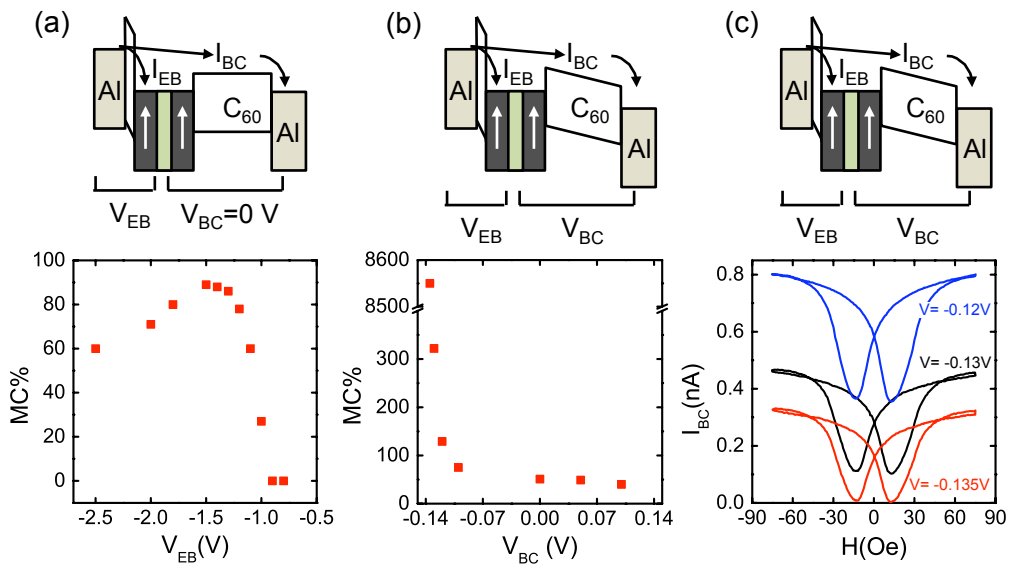 (a)
I_BC
I_EB
Al
C_60
Al
V_EB
V_BC=0 V
100
80
60
40
20
0
MC%
-2.5
-2.0
-1.5
-1.0
-0.5
V_EB(V)
(b)
I_BC
I_EB
Al
C_60
Al
V_EB
V_BC
8600
8500
300
200
100
0
MC%
-0.14
-0.07
0.00
0.07
0.14
V_BC (V)
(c)
I_BC
I_EB
Al
C_60
Al
V_EB
V_BC
0.8
0.6
0.4
0.2
0.0
I_BC(nA)
V= -0.12V
V= -0.13V
V= -0.135V
-90
-60
-30
0
30
60
90
H(Oe)